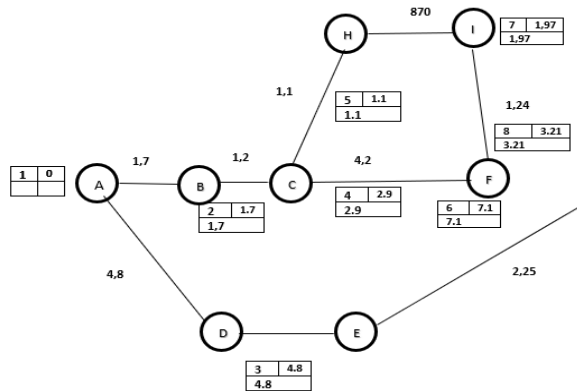 870
H
I
7 1,97
1,97
1,1
5 1.1
1.1
1,24
8 3.21
3.21
1 0
1,7
1,2
4,2
A
B
C
F
2 1.7
1,7
4 2.9
2.9
6 7.1
7.1
4,8
2,25
D
E
3 4.8
4.8